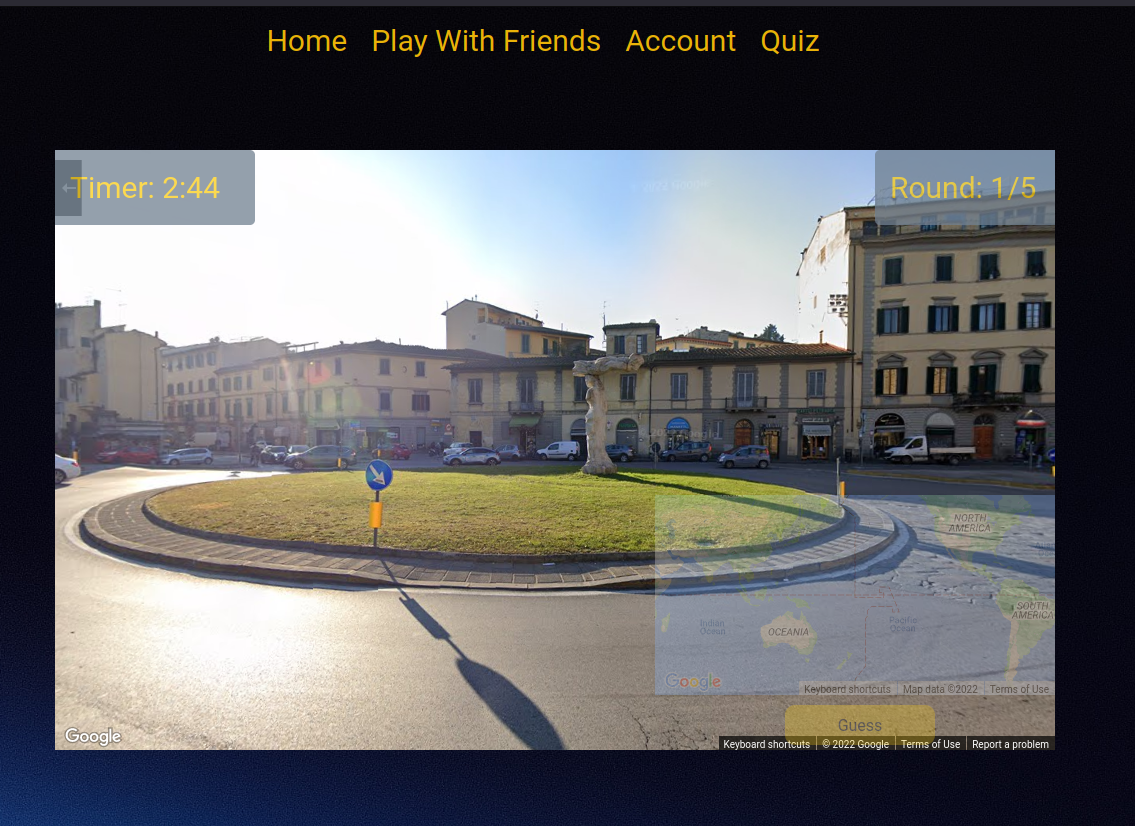 Home Play With Friends Account Quiz
Timer: 2:44
Round: 1/5
© 2022 Google
NORTH
AMERICA
SOUTH
AMERICA
Indian
Ocean
OCEANIA
Pacific
Ocean
Google
Keyboard shortcuts Map data ©2022 Terms of Use
Guess
Google
Keyboard shortcuts © 2022 Google Terms of Use Report a problem